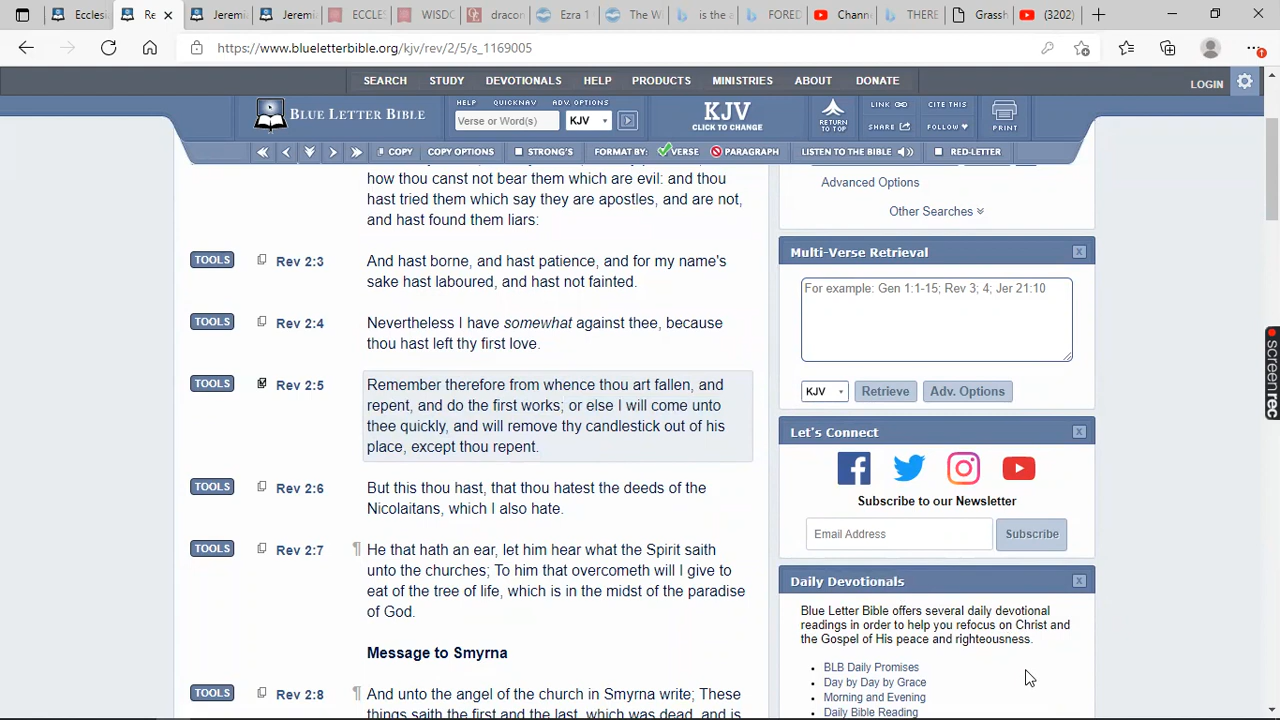 Ecclesi
Re
Jeremi
Jeremi
ECCLES
WISDC
dracon
Ezra 1
The W
is the a
FORED
Chann
THERE
Grassh
(3202)
https://www.blueletterbible.org/kjv/rev/2/5/s_1169005
SEARCH STUDY DEVOTIONALS HELP PRODUCTS MINISTRIES ABOUT DONATE
LOGIN
BLUE LETTER BIBLE
HELP QUICKNAV ADV. OPTIONS
Verse or Word(s) KJV
KJV
CLICK TO CHANGE
RETURN
TO TOP
LINK CITE THIS
SHARE FOLLOW
PRINT
COPY COPY OPTIONS STRONG'S FORMAT BY: VERSE PARAGRAPH LISTEN TO THE BIBLE RED-LETTER
how thou canst not bear them which are evil: and thou
hast tried them which say they are apostles, and are not,
and hast found them liars:
TOOLS Rev 2:3 And hast borne, and hast patience, and for my name's
sake hast laboured, and hast not fainted.
TOOLS Rev 2:4 Nevertheless I have somewhat against thee, because
thou hast left thy first love.
TOOLS Rev 2:5 Remember therefore from whence thou art fallen, and
repent, and do the first works; or else I will come unto
thee quickly, and will remove thy candlestick out of his
place, except thou repent.
TOOLS Rev 2:6 But this thou hast, that thou hatest the deeds of the
Nicolaitans, which I also hate.
TOOLS Rev 2:7 ¶ He that hath an ear, let him hear what the Spirit saith
unto the churches; To him that overcometh will I give to
eat of the tree of life, which is in the midst of the paradise
of God.
Message to Smyrna
TOOLS Rev 2:8 ¶ And unto the angel of the church in Smyrna write; These
things saith the first and the last, which was dead, and is
Advanced Options
Other Searches
Multi-Verse Retrieval X
For example: Gen 1:1-15; Rev 3; 4; Jer 21:10
KJV Retrieve Adv. Options
Let's Connect X
Subscribe to our Newsletter
Email Address Subscribe
Daily Devotionals X
Blue Letter Bible offers several daily devotional
readings in order to help you refocus on Christ and
the Gospel of His peace and righteousness.
BLB Daily Promises
Day by Day by Grace
Morning and Evening
Daily Bible Reading
screenrec